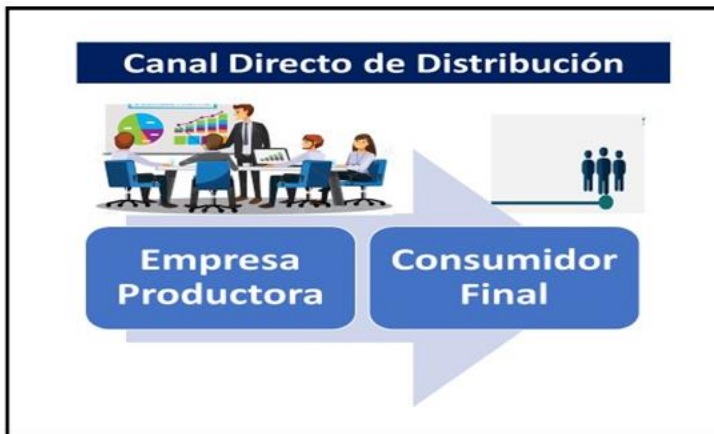 Canal Directo de Distribución
Empresa
Productora
Consumidor
Final